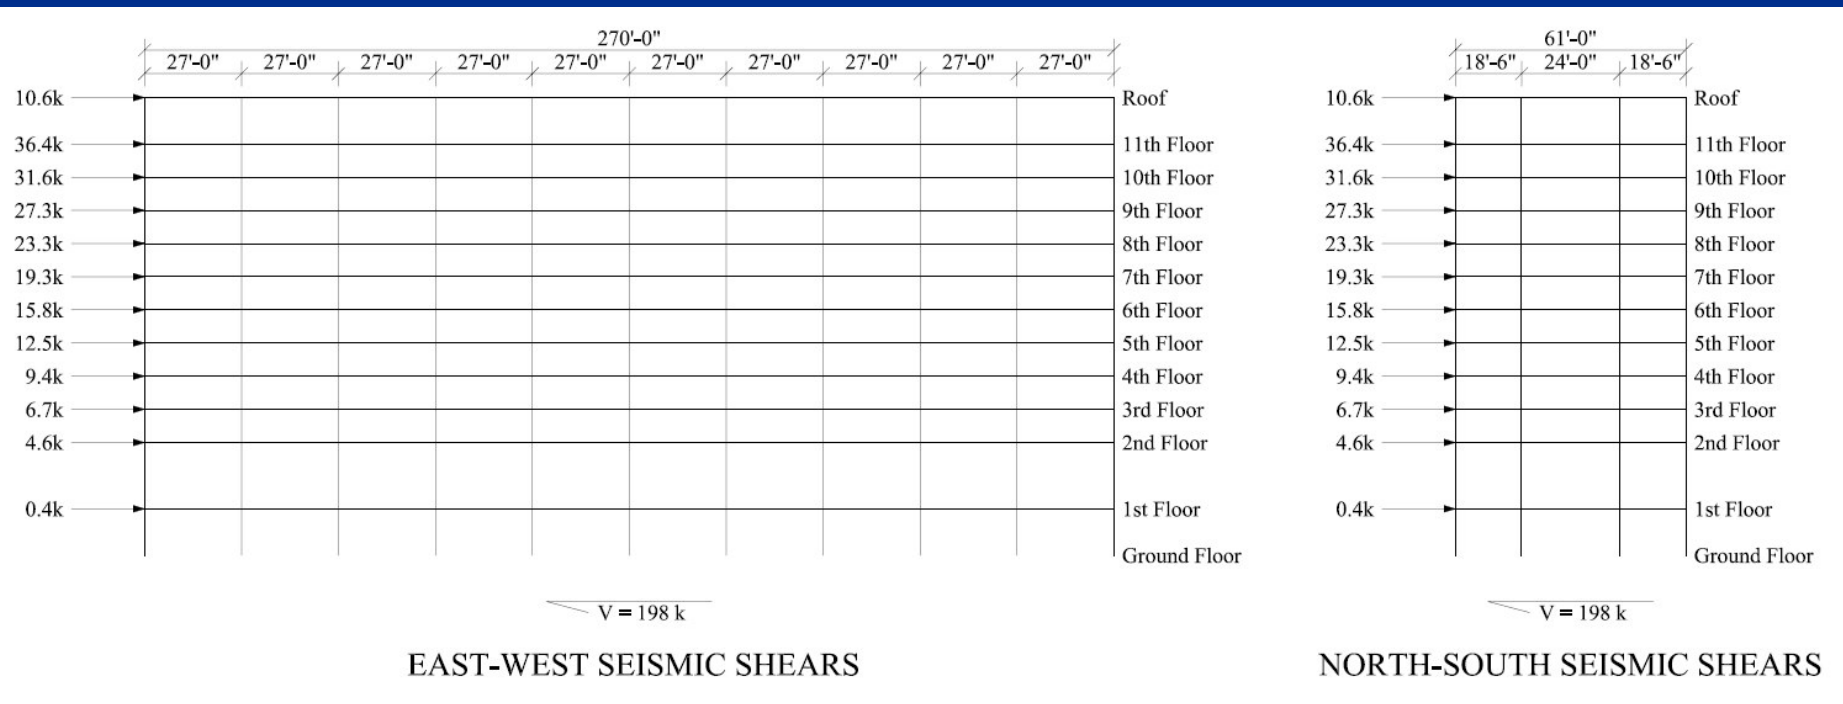 270'-0" 61'-0"
27'-0" 27'-0" 27'-0" 27'-0" 27'-0" 27'-0" 27'-0" 27'-0" 27'-0" 27'-0" 18'-6" 24'-0" 18'-6"
10.6k Roof 10.6k Roof
36.4k 11th Floor 36.4k 11th Floor
31.6k 10th Floor 31.6k 10th Floor
27.3k 9th Floor 27.3k 9th Floor
23.3k 8th Floor 23.3k 8th Floor
19.3k 7th Floor 19.3k 7th Floor
15.8k 6th Floor 15.8k 6th Floor
12.5k 5th Floor 12.5k 5th Floor
9.4k 4th Floor 9.4k 4th Floor
6.7k 3rd Floor 6.7k 3rd Floor
4.6k 2nd Floor 4.6k 2nd Floor
0.4k 1st Floor 0.4k 1st Floor
Ground Floor Ground Floor
V = 198 k V = 198 k
EAST-WEST SEISMIC SHEARS NORTH-SOUTH SEISMIC SHEARS